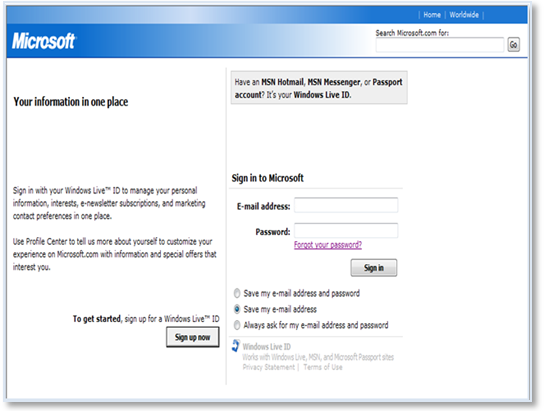 | Home | Worldwide |
Microsoft
Search Microsoft.com for:
Go
Your information in one place
Sign in with your Windows Live™ ID to manage your personal
information, interests, e-newsletter subscriptions, and marketing
contact preferences in one place.
Use Profile Center to tell us more about yourself to customize your
experience on Microsoft.com with information and special offers that
interest you.
To get started, sign up for a Windows Live™ ID
Sign up now
Have an MSN Hotmail, MSN Messenger, or Passport
account? It's your Windows Live ID.
Sign in to Microsoft
E-mail address:
Password:
Forgot your password?
Sign in
Save my e-mail address and password
Save my e-mail address
Always ask for my e-mail address and password
Windows Live ID
Works with Windows Live, MSN, and Microsoft Passport sites
Privacy Statement | Terms of Use